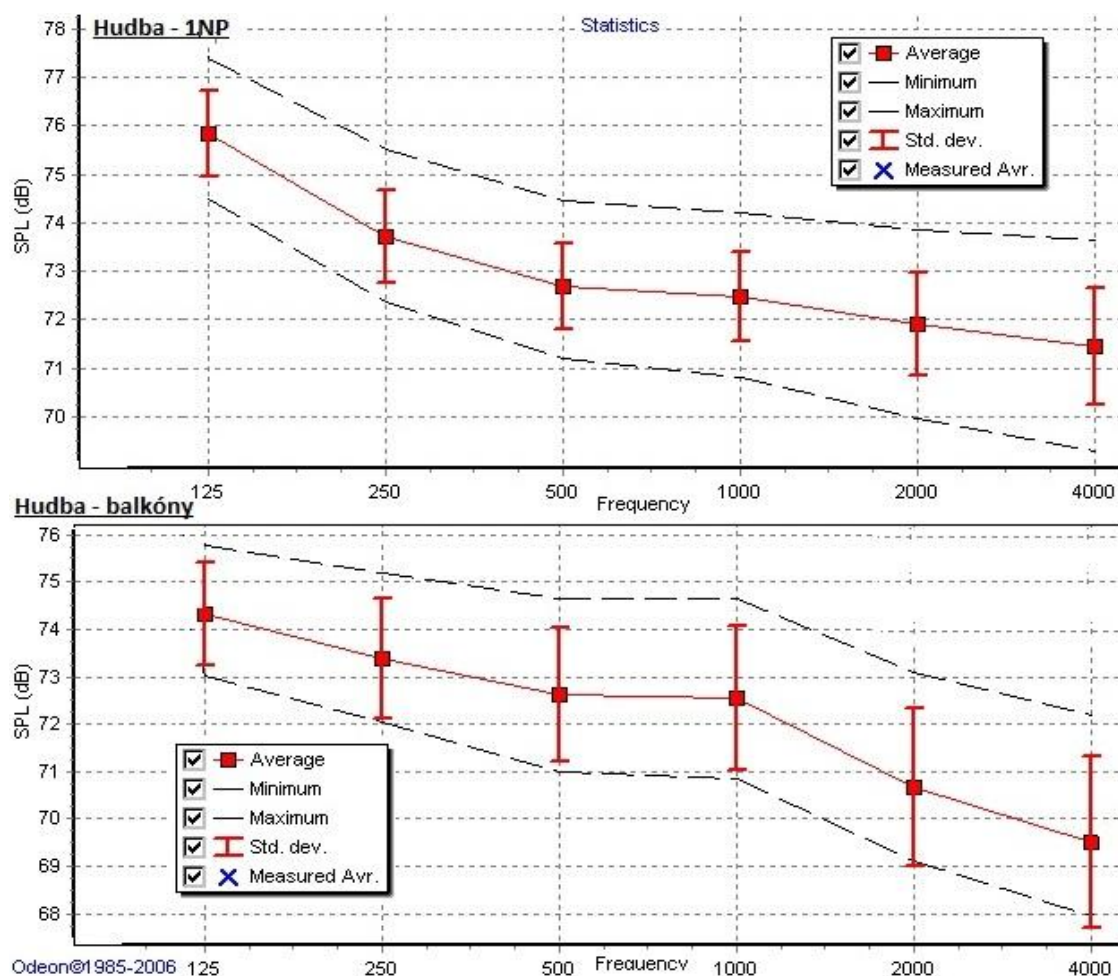 Hudba - 1NP
Statistics
78
77
76
75
74
73
72
71
70
SPL (dB)
Average
Minimum
Maximum
Std. dev.
Measured Avr.
125 250 500 1000 2000 4000
Frequency
Hudba - balkóny
76
75
74
73
72
71
70
69
68
SPL (dB)
Average
Minimum
Maximum
Std. dev.
Measured Avr.
125 250 500 1000 2000 4000
Frequency
Odeon©1985-2006